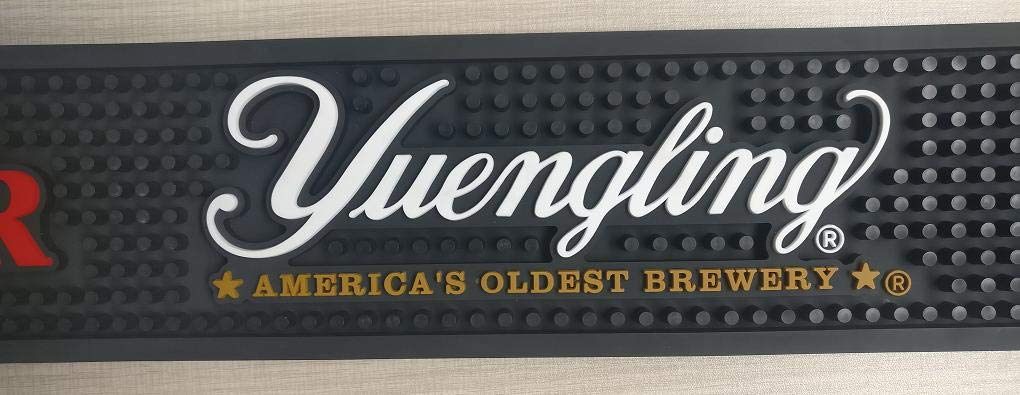 Yuengling®
★ AMERICA'S OLDEST BREWERY ★®
R